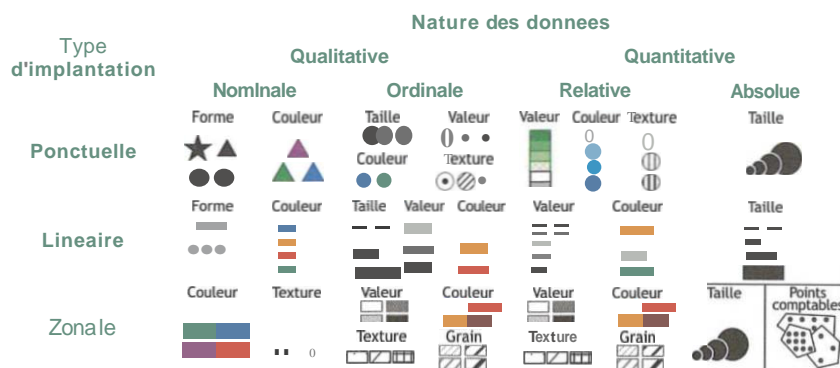 Nature des donnees
Type
d'implantation
Qualitative Quantitative
NomInale Ordinale Relative Absolue
Forme Couleur Taille Valeur Valeur Couleur Texture Taille
Ponctuelle
Couleur Texture
Forme Couleur Taille Valeur Couleur Valeur Couleur Taille
Lineaire
Couleur Texture Valeur Couleur Valeur Couleur Taille Points
comptables
Zonale
Texture Grain Texture Grain